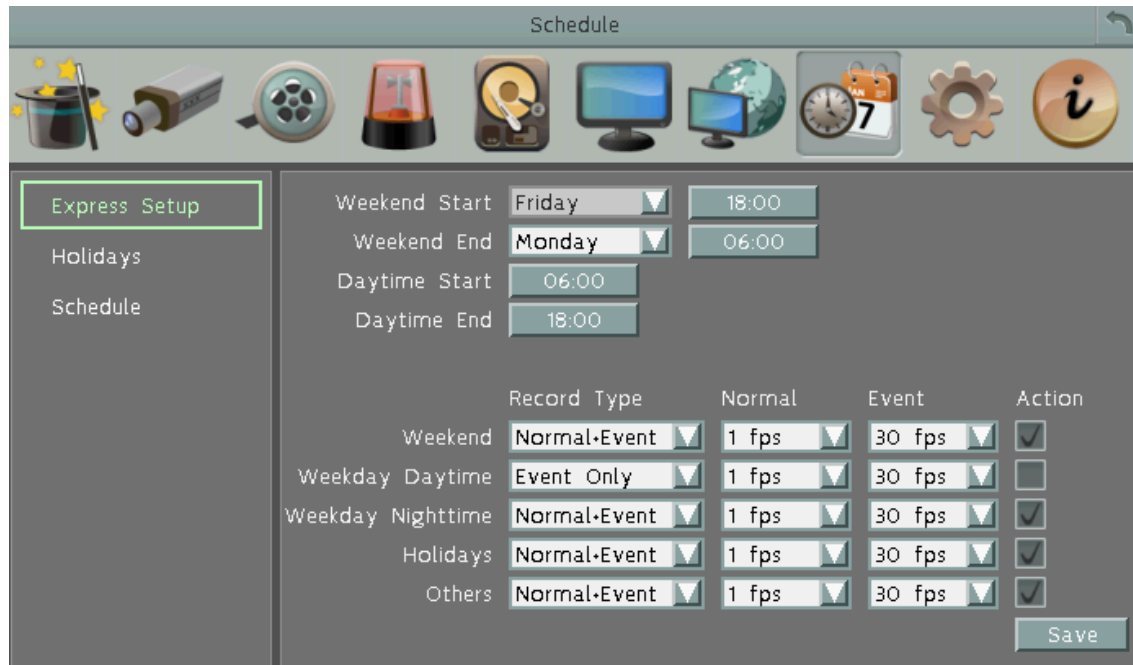 Schedule
AN
7
i
Express Setup
Holidays
Schedule
Weekend Start Friday 18:00
Weekend End Monday 06:00
Daytime Start 06:00
Daytime End 18:00
Record Type Normal Event Action
Weekend Normal+Event 1 fps 30 fps
Weekday Daytime Event Only 1 fps 30 fps
Weekday Nighttime Normal+Event 1 fps 30 fps
Holidays Normal+Event 1 fps 30 fps
Others Normal+Event 1 fps 30 fps
Save